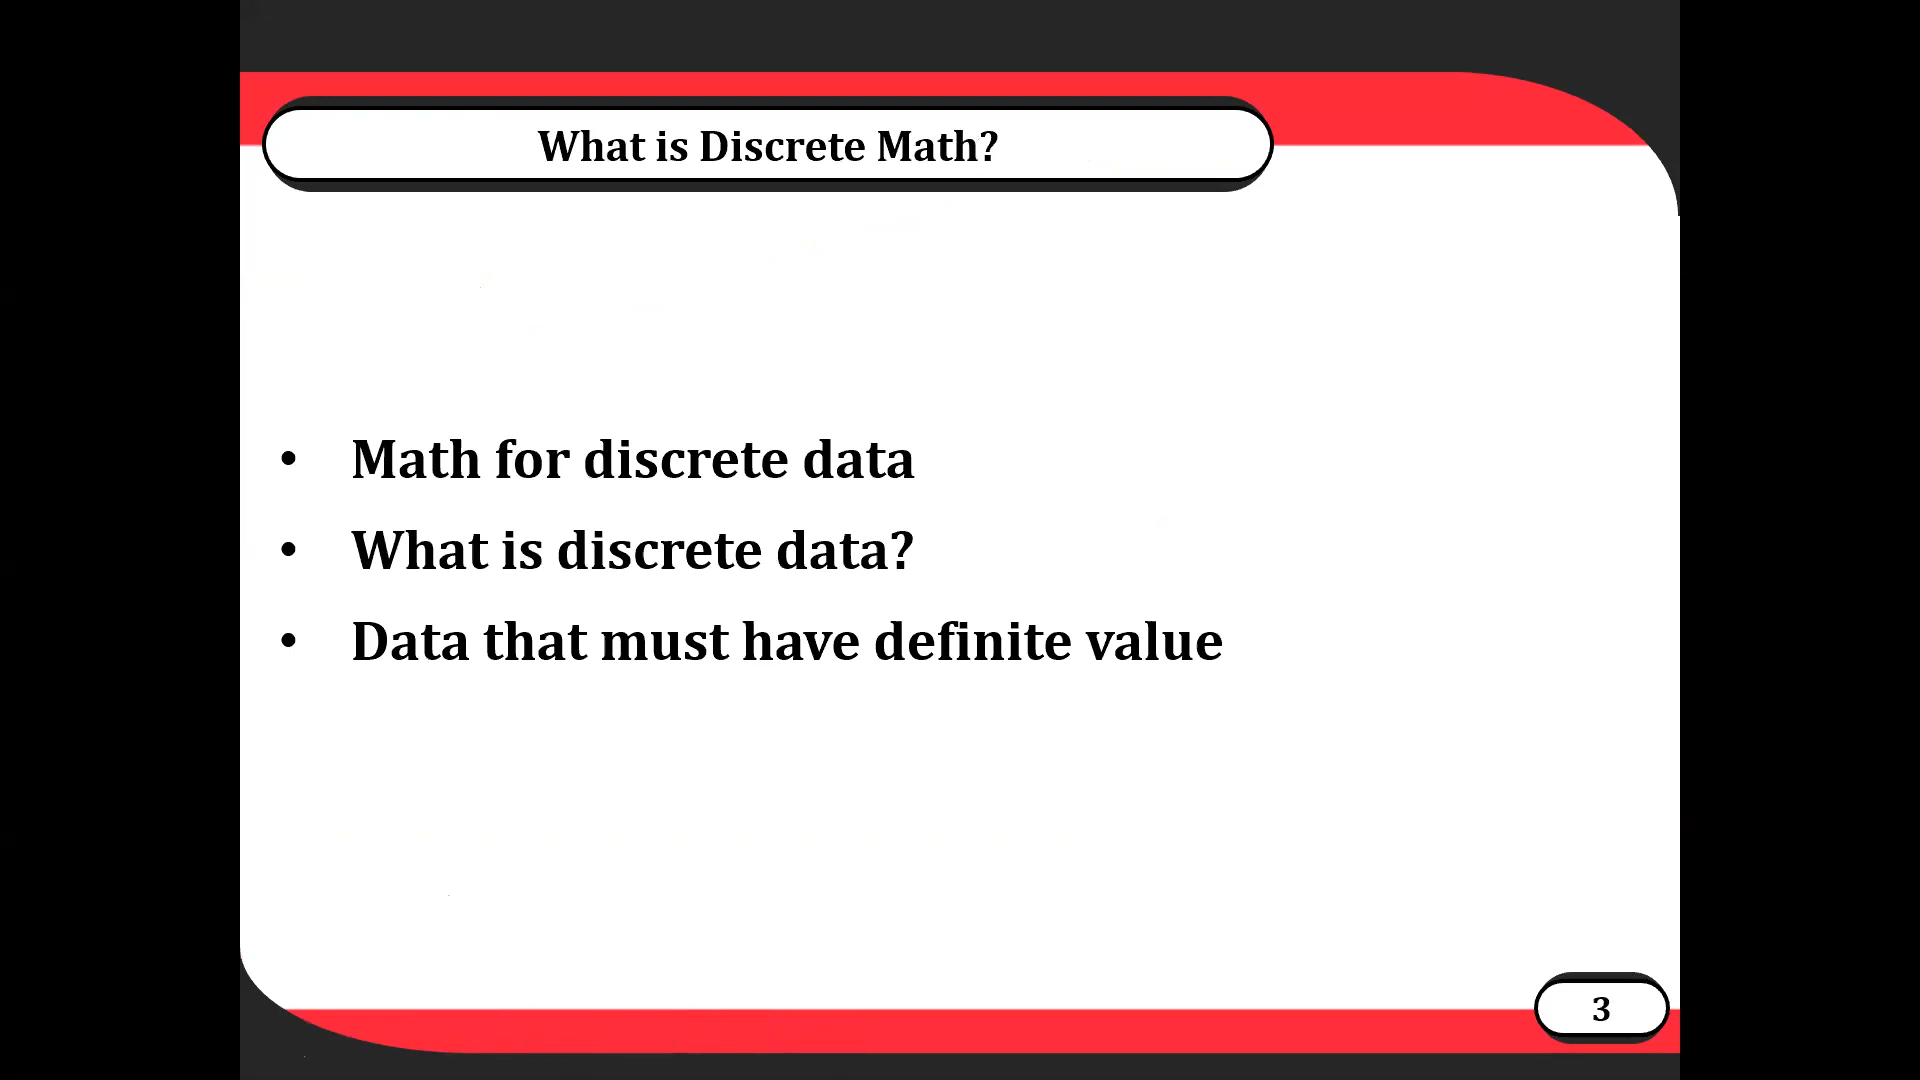 What is Discrete Math?
• Math for discrete data
• What is discrete data?
• Data that must have definite value
3